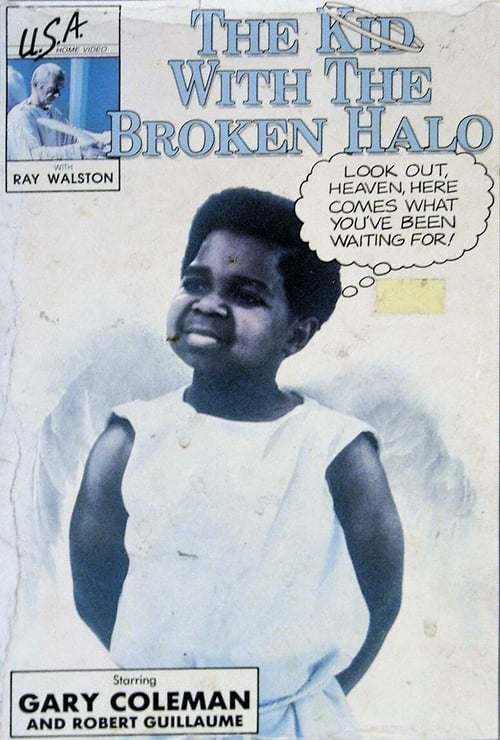 U.S.A.
HOME VIDEO
THE KID
WITH THE
BROKEN HALO
WITH
RAY WALSTON
LOOK OUT,
HEAVEN, HERE
COMES WHAT
YOU'VE BEEN
WAITING FOR!
Starring
GARY COLEMAN
AND ROBERT GUILLAUME